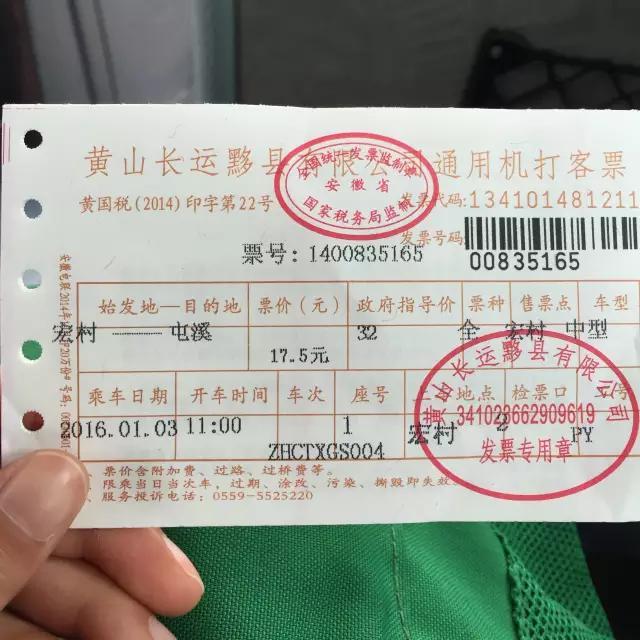 黄山长运黟县有限公司通用机打客票
全国统一发票监制章
安徽省
国家税务局监制
黄国税(2014)印字第22号
发票代码:134101481211
发票号码:
00835165
票号：1400835165
始发地—目的地 票价(元) 政府指导价 票种 售票点 车型
宏村 ———— 屯溪 32 全 宏村 中型
17.5元
乘车日期 开车时间 车次 座号 地点 检票口
2016.01.03 11:00 1 宏村 2 PY
ZHCTXGS004
黄山长运黟县有限公司
341023662909619
发票专用章
票价含附加费、过路、过桥费等。
限乘当日当次车，过期、涂改、污染、撕毁即失效。
服务投诉电话：0559-5525220